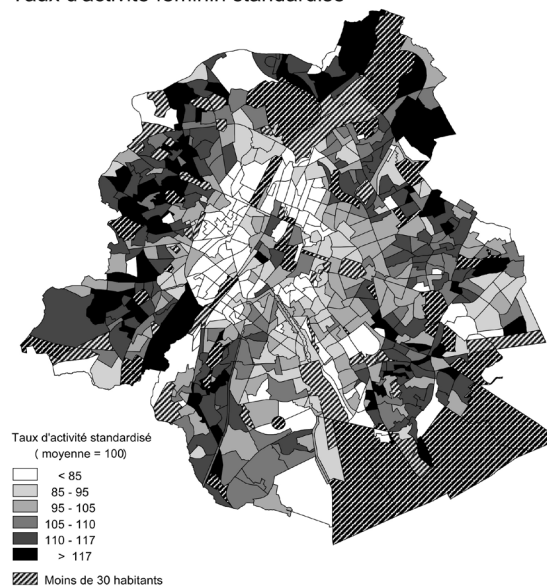 Taux d'activité féminin standardisé
Taux d'activité standardisé
( moyenne = 100)
< 85
85 - 95
95 - 105
105 - 110
110 - 117
> 117
Moins de 30 habitants